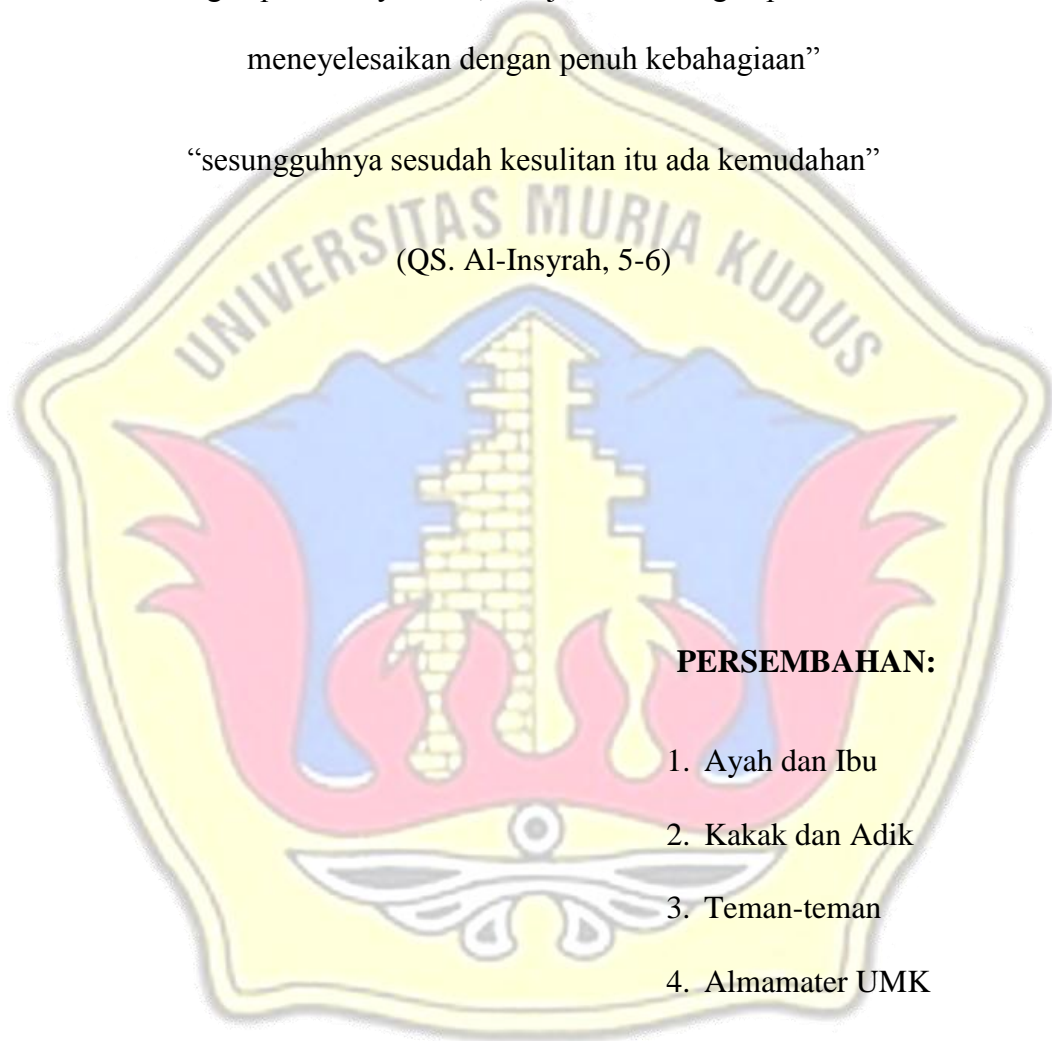 meneyelesaikan dengan penuh kebahagiaan”
“sesungguhnya sesudah kesulitan itu ada kemudahan”
UNIVERSITAS MURIA KUDUS
(QS. Al-Insyrah, 5-6)
PERSEMBAHAN:
1. Ayah dan Ibu
2. Kakak dan Adik
3. Teman-teman
4. Almamater UMK